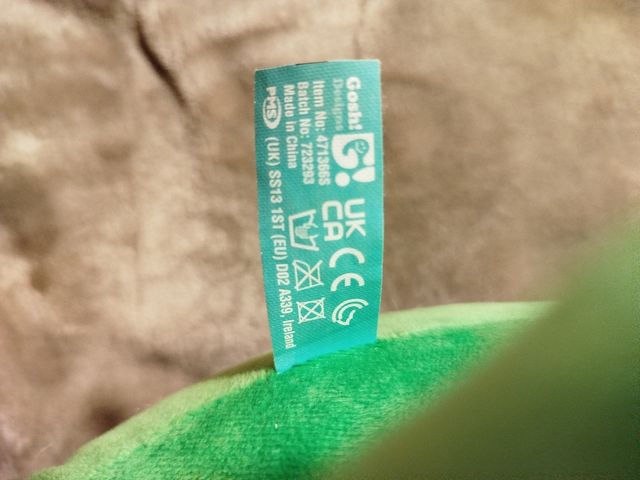 Gosh!
Designs
G!
Item No: 471366S
Batch No: 723293
Made in China
UK
CA
CE
PMS
(UK) SS13 1ST (EU) D02 A339, Ireland